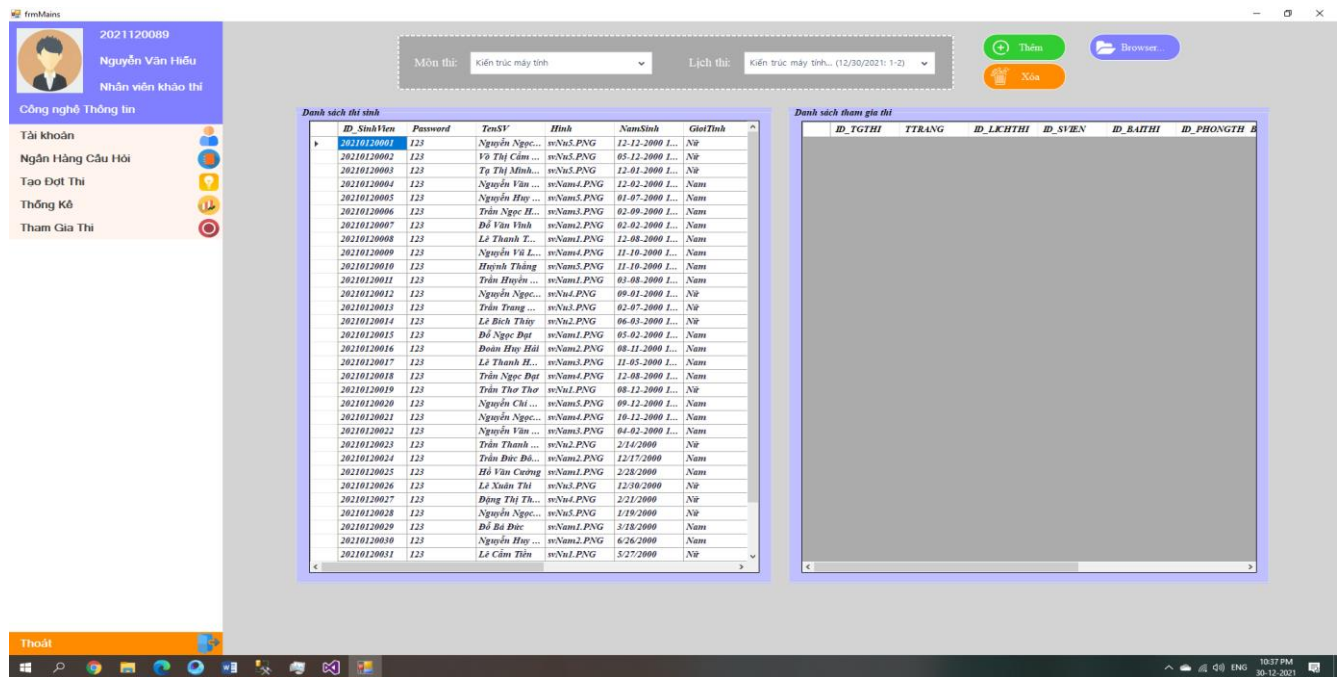 frmMains
2021120089
Nguyễn Văn Hiếu
Nhân viên khảo thí
Công nghệ Thông tin
Tài khoản
Ngân Hàng Câu Hỏi
Tạo Đợt Thi
Thống Kê
Tham Gia Thi
Thoát
Môn thi: Kiến trúc máy tính Lịch thi: Kiến trúc máy tính... (12/30/2021: 1-2)
Thêm Browser...
Xóa
Danh sách thí sinh
ID_SinhVien Password TenSV Hinh NamSinh GioiTinh
20210120001 123 Nguyễn Ngọc... svNu5.PNG 12-12-2000 1... Nữ
20210120002 123 Võ Thị Cẩm ... svNu5.PNG 05-12-2000 1... Nữ
20210120003 123 Tạ Thị Minh... svNu5.PNG 12-01-2000 1... Nữ
20210120004 123 Nguyễn Văn ... svNam4.PNG 12-02-2000 1... Nam
20210120005 123 Nguyễn Huy ... svNam5.PNG 01-07-2000 1... Nam
20210120006 123 Trần Ngọc H... svNam3.PNG 02-09-2000 1... Nam
20210120007 123 Đỗ Văn Vinh svNam2.PNG 02-02-2000 1... Nam
20210120008 123 Lê Thanh T... svNam1.PNG 12-08-2000 1... Nam
20210120009 123 Nguyễn Vũ L... svNam4.PNG 11-10-2000 1... Nam
20210120010 123 Huỳnh Thắng svNam5.PNG 11-10-2000 1... Nam
20210120011 123 Trần Huyền ... svNam1.PNG 03-08-2000 1... Nam
20210120012 123 Nguyễn Ngọc... svNu4.PNG 09-01-2000 1... Nữ
20210120013 123 Trần Trang ... svNu3.PNG 02-07-2000 1... Nữ
20210120014 123 Lê Bích Thùy svNu2.PNG 06-03-2000 1... Nữ
20210120015 123 Đỗ Ngọc Đạt svNam1.PNG 05-02-2000 1... Nam
20210120016 123 Đoàn Huy Hải svNam2.PNG 08-11-2000 1... Nam
20210120017 123 Lê Thanh H... svNam3.PNG 11-05-2000 1... Nam
20210120018 123 Trần Ngọc Đạt svNam4.PNG 12-08-2000 1... Nam
20210120019 123 Trần Thơ Thơ svNu1.PNG 08-12-2000 1... Nữ
20210120020 123 Nguyễn Chí ... svNam5.PNG 09-12-2000 1... Nam
20210120021 123 Nguyễn Ngọc... svNam4.PNG 10-12-2000 1... Nam
20210120022 123 Nguyễn Văn ... svNam3.PNG 04-02-2000 1... Nam
20210120023 123 Trần Thanh ... svNu2.PNG 2/14/2000 Nữ
20210120024 123 Trần Đức Đô... svNam2.PNG 12/17/2000 Nam
20210120025 123 Hồ Văn Cường svNam1.PNG 2/28/2000 Nam
20210120026 123 Lê Xuân Thi svNu3.PNG 12/30/2000 Nữ
20210120027 123 Đặng Thị Th... svNu4.PNG 2/21/2000 Nữ
20210120028 123 Nguyễn Ngọc... svNu5.PNG 1/19/2000 Nữ
20210120029 123 Đỗ Bá Đức svNam1.PNG 3/18/2000 Nam
20210120030 123 Nguyễn Huy ... svNam2.PNG 6/26/2000 Nam
20210120031 123 Lê Cẩm Tiên svNu1.PNG 5/27/2000 Nữ
Danh sách tham gia thi
ID_TGTHI TTRANG ID_LICHTHI ID_SVIEN ID_BAITHI ID_PHONGTH B
ENG 10:37 PM
30-12-2021